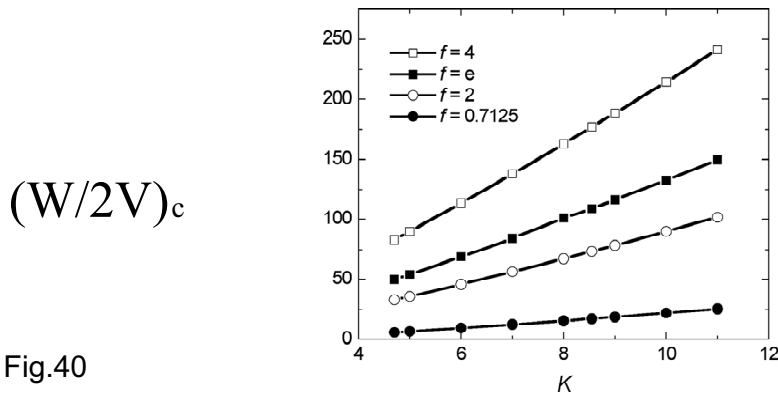 250
200
150
100
50
0
f = 4
f = e
f = 2
f = 0.7125
(W/2V)c
4 6 8 10 12
K
Fig.40